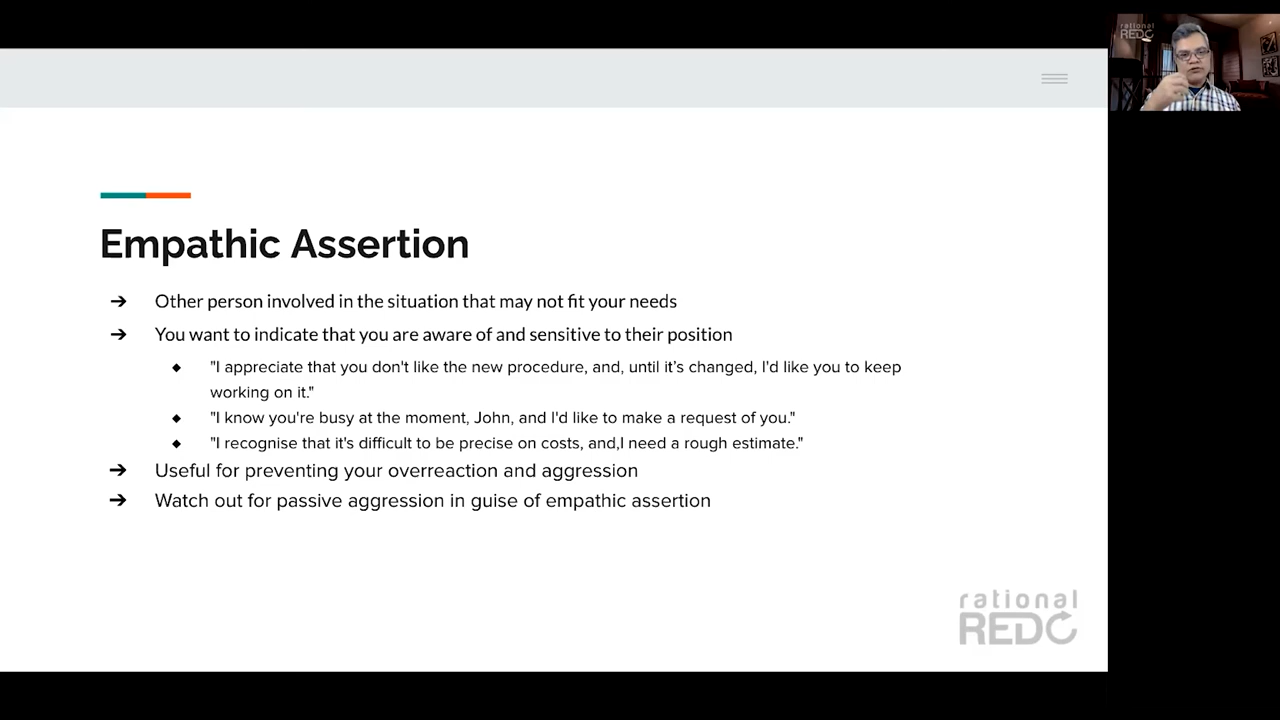 rational
REDO
Empathic Assertion
➔ Other person involved in the situation that may not fit your needs
➔ You want to indicate that you are aware of and sensitive to their position
◆ "I appreciate that you don't like the new procedure, and, until it’s changed, I'd like you to keep
working on it."
◆ "I know you're busy at the moment, John, and I'd like to make a request of you."
◆ "I recognise that it's difficult to be precise on costs, and,I need a rough estimate."
➔ Useful for preventing your overreaction and aggression
➔ Watch out for passive aggression in guise of empathic assertion
rational
REDO